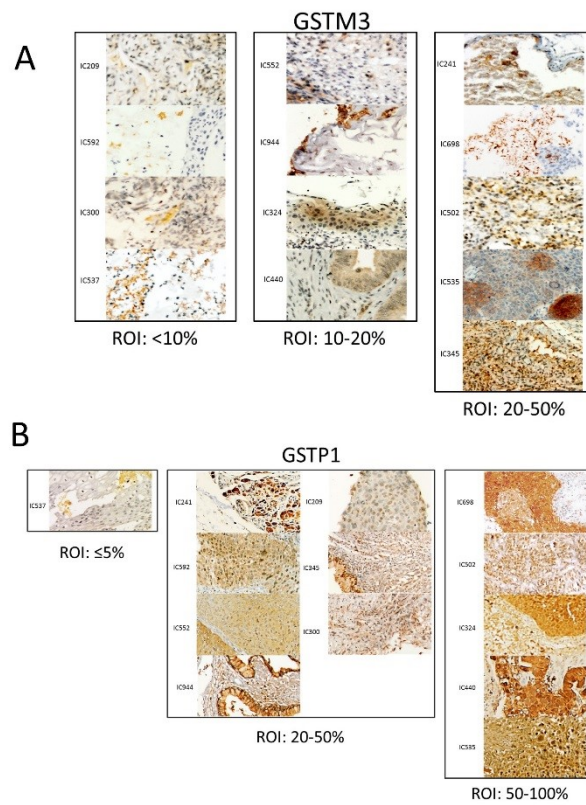 GSTM3
A
IC209
IC592
IC300
IC537
ROI: <10%
IC552
IC944
IC324
IC440
ROI: 10-20%
IC241
IC698
IC502
IC535
IC345
ROI: 20-50%
B
GSTP1
IC537
ROI: ≤5%
IC241
IC592
IC552
IC944
IC209
IC345
IC300
ROI: 20-50%
IC698
IC502
IC324
IC440
IC535
ROI: 50-100%